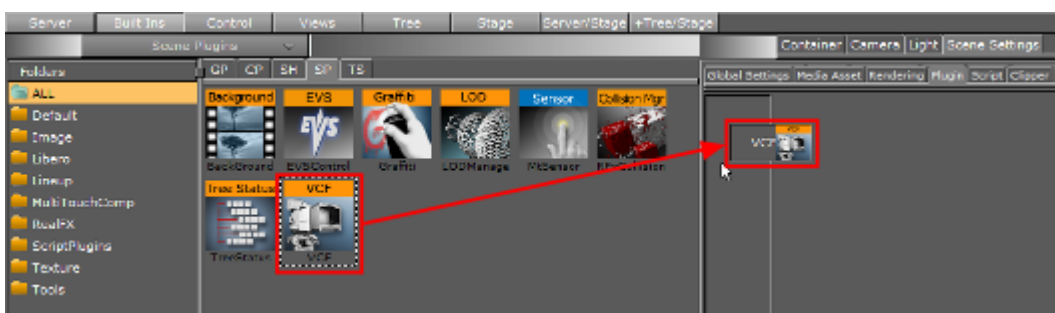 Server Built Ins Control Views Tree Stage Server/Stage +Tree/Stage
Scene Plugins
Container Camera Light Scene Settings
Folders
GP CP SH SP TS
Global Settings Media Asset Rendering Plugin Script Clipper
ALL
Default
Image
Libero
Lineup
MultiTouchComp
RealFX
ScriptPlugins
Texture
Tools
Background EVS Graffiti LOD Sensor Collision Mgr
EVS
BackGround EVSControl Graffiti LODManage MtSensor
Tree Status VCF
TreeStatus VCF
VCF